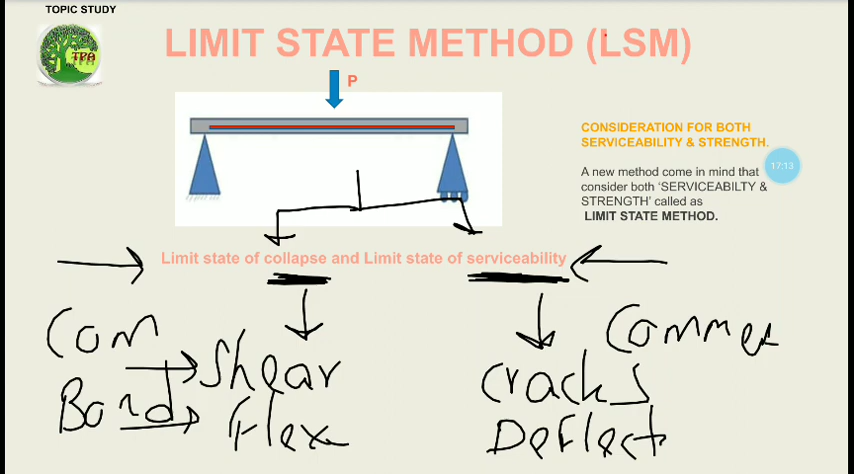 TOPIC STUDY
TPA
LIMIT STATE METHOD (LSM)
P
CONSIDERATION FOR BOTH
SERVICEABILITY & STRENGTH.
17:13
A new method come in mind that
consider both 'SERVICEABILTY &
STRENGTH' called as
LIMIT STATE METHOD.
Limit state of collapse and Limit state of serviceability
Com
Bond
Shear
Flex
Cracks
Deflect